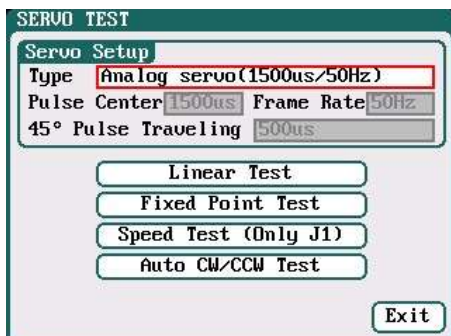 SERVO TEST
Servo Setup
Type Analog servo(1500us/50Hz)
Pulse Center 1500us Frame Rate 50Hz
45° Pulse Traveling 500us
Linear Test
Fixed Point Test
Speed Test (Only J1)
Auto CW/CCW Test
Exit